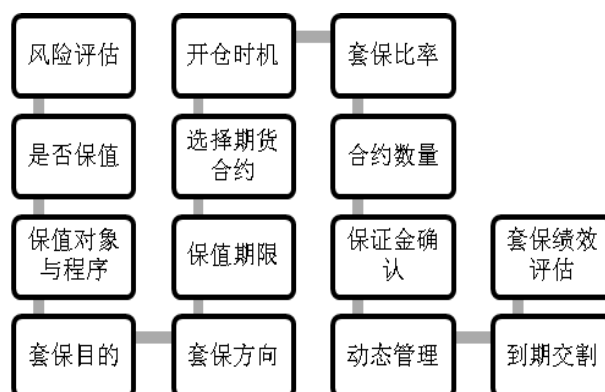 风险评估
是否保值
保值对象
与程序
套保目的
套保方向
保值期限
选择期货
合约
开仓时机
套保比率
合约数量
保证金确
认
动态管理
到期交割
套保绩效
评估